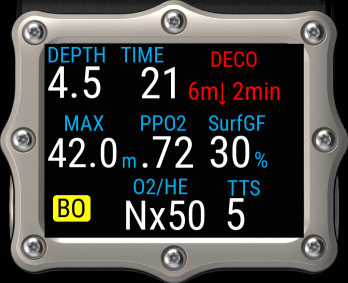 DEPTH TIME DECO
4.5 21 6m↓ 2min
MAX PPO2 SurfGF
42.0m .72 30%
O2/HE TTS
BO Nx50 5